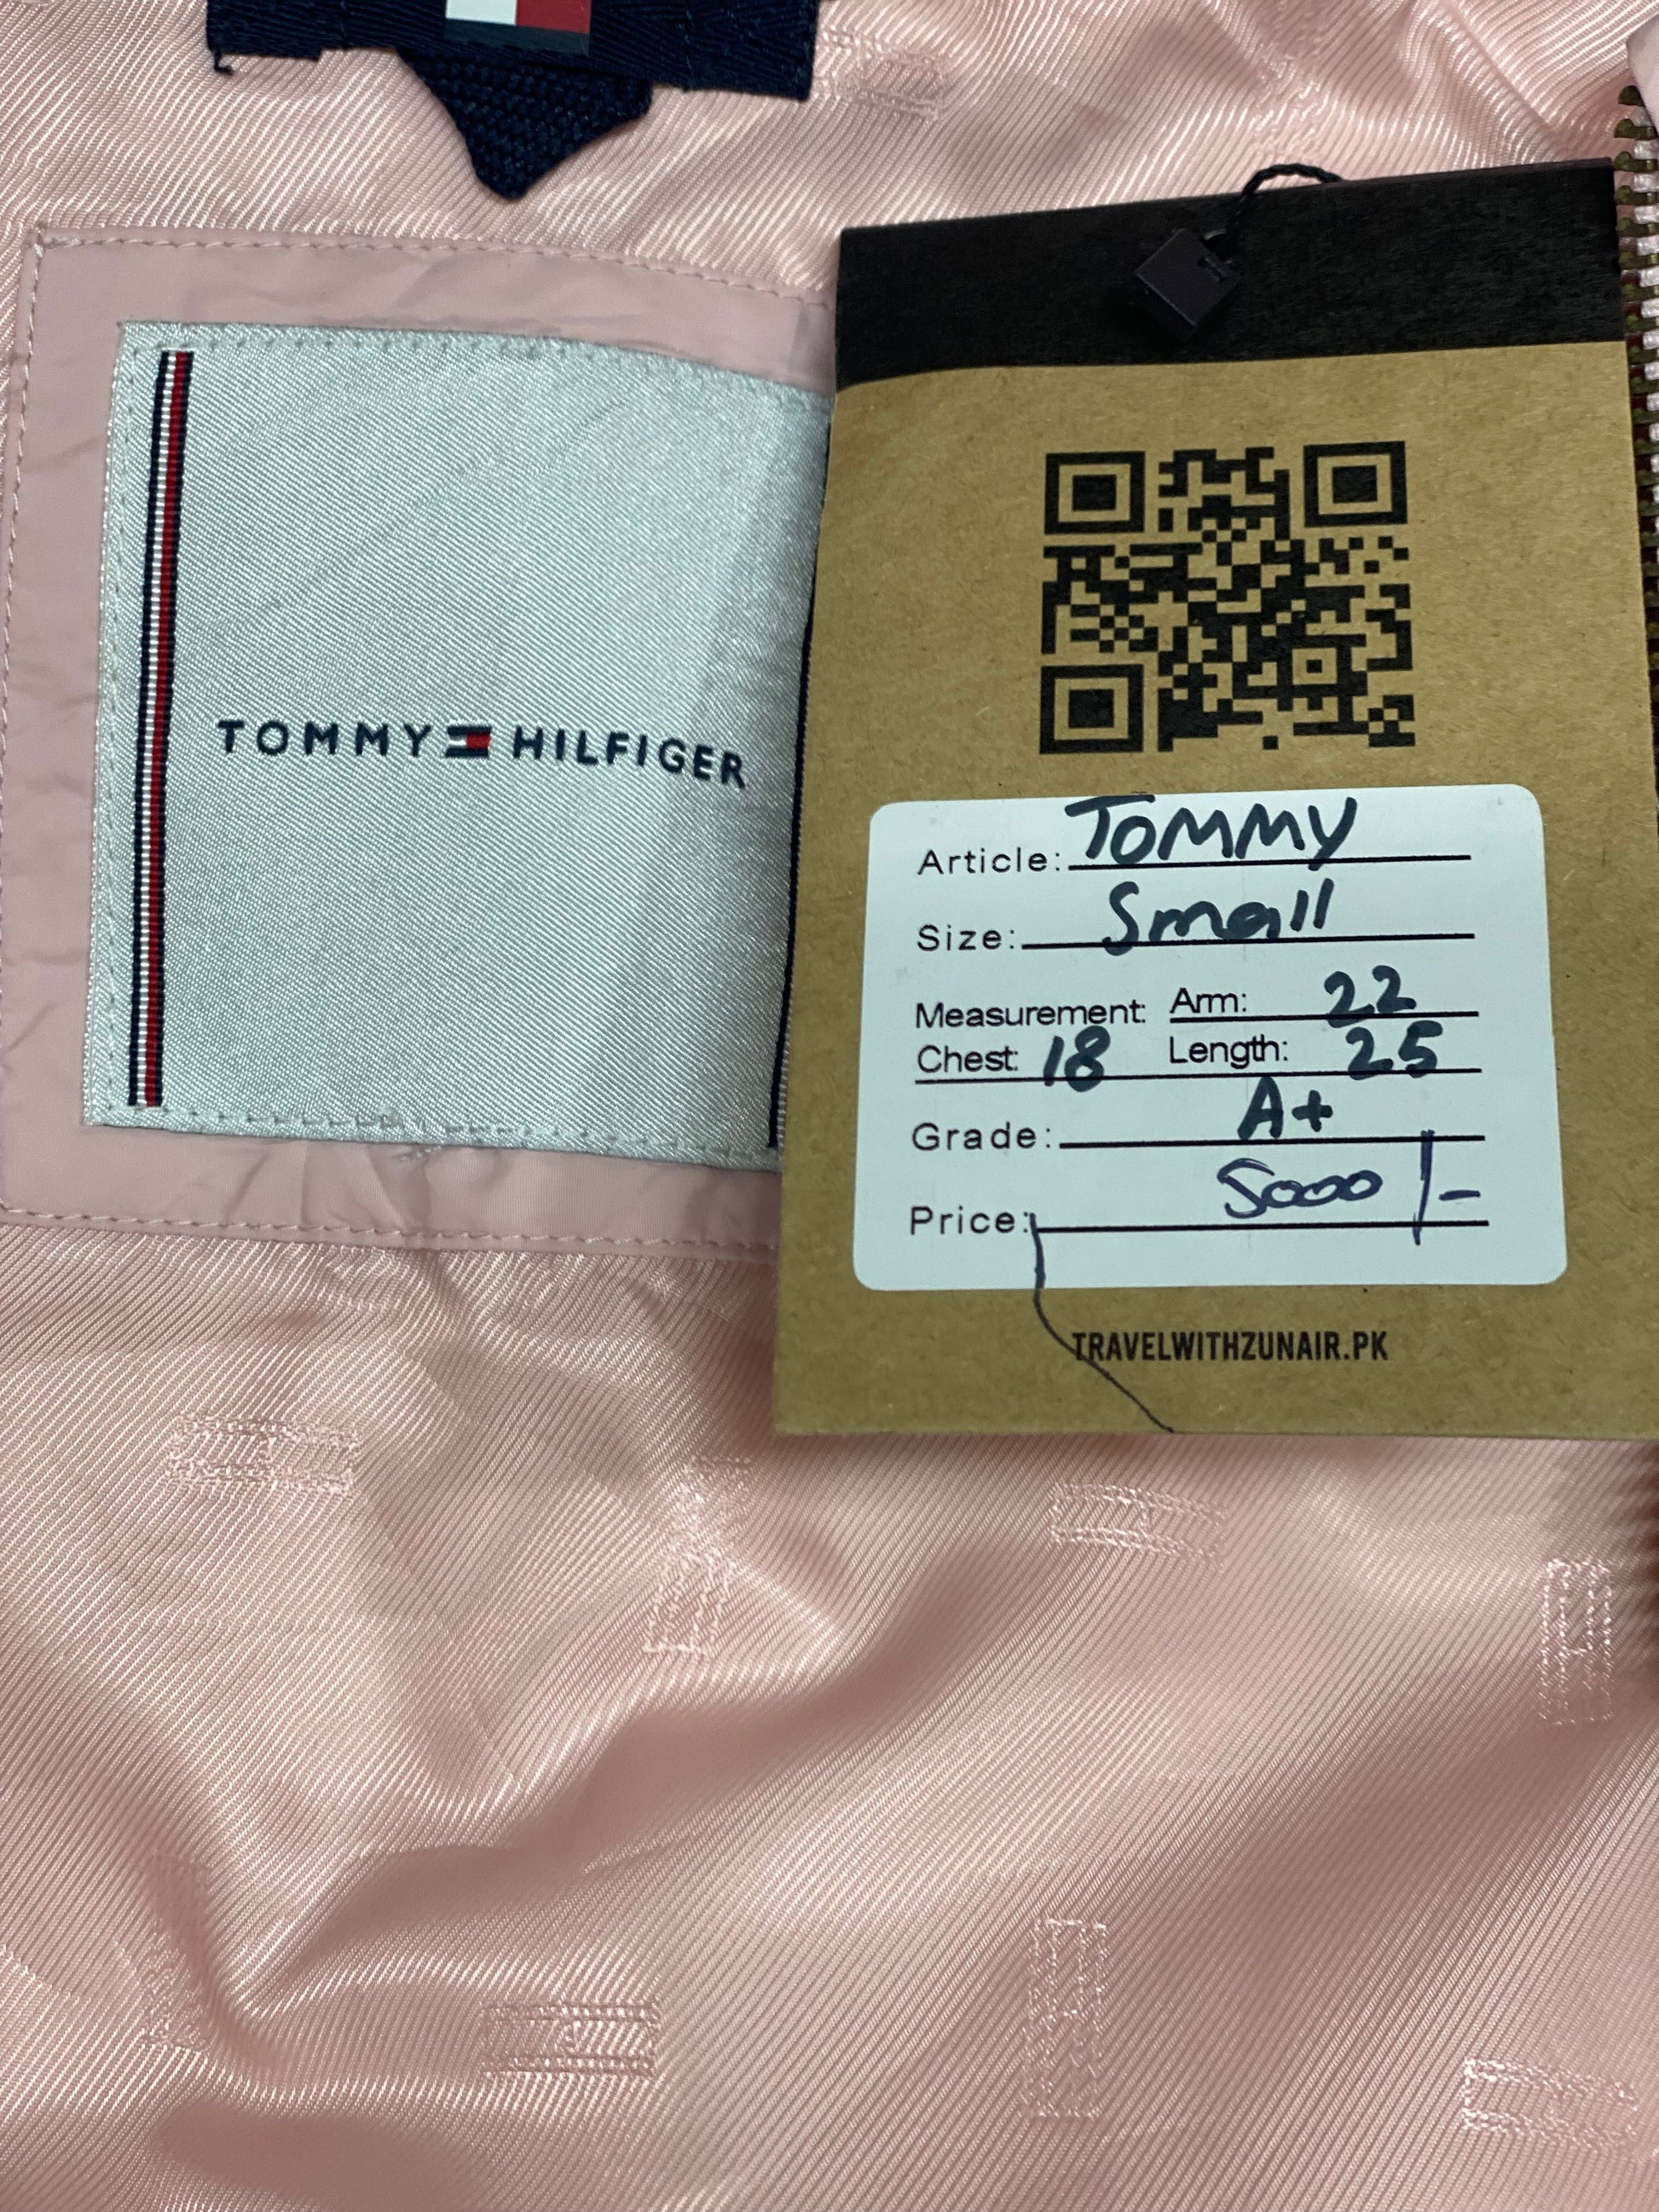 TOMMY HILFIGER
Article: TOMMY
Size: Small
Measurement: Arm: 22
Chest: 18 Length: 25
Grade: A+
Price: 5000/-
TRAVELWITHZUNAIR.PK